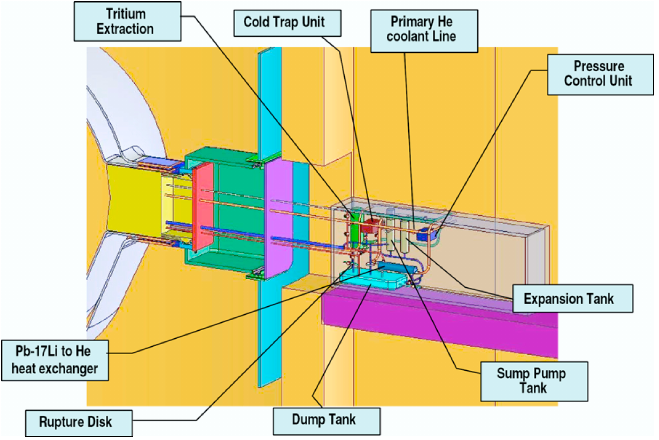 Tritium
Extraction
Cold Trap Unit
Primary He
coolant Line
Pressure
Control Unit
Expansion Tank
Sump Pump
Tank
Dump Tank
Rupture Disk
Pb-17Li to He
heat exchanger